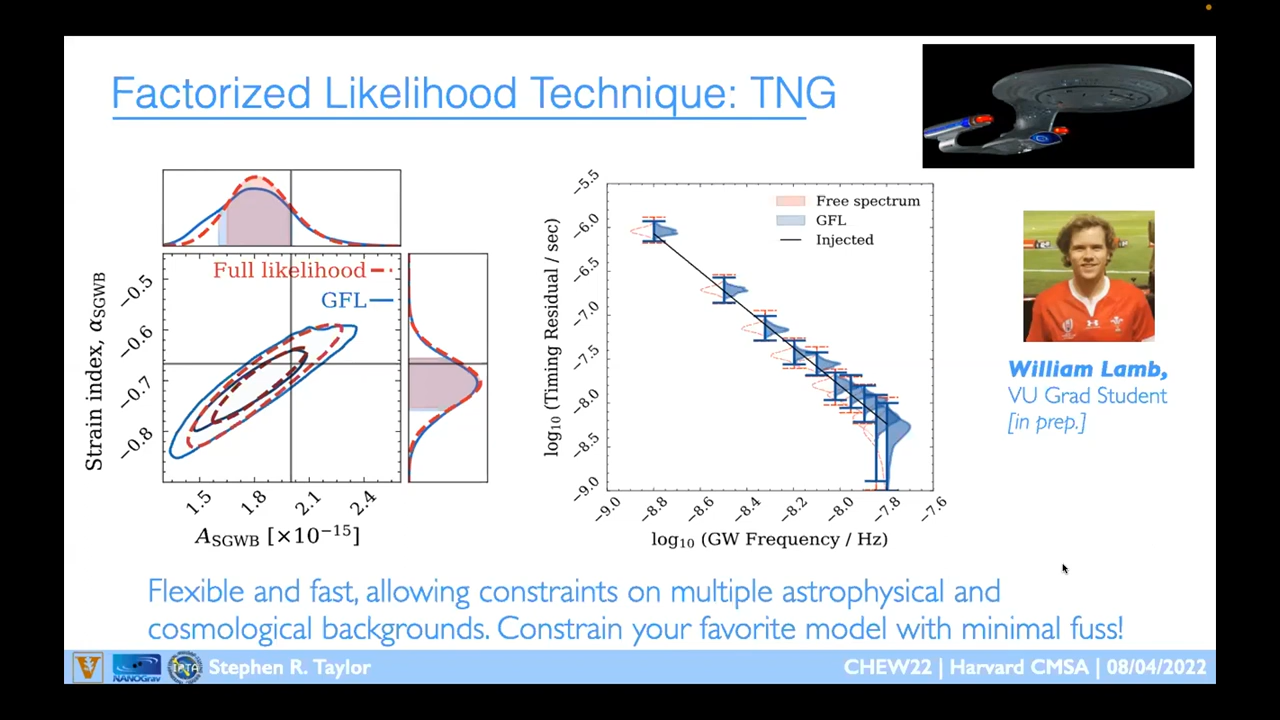 Factorized Likelihood Technique: TNG
Full likelihood
GFL
Strain index, αSGWB
−0.5
−0.6
−0.7
−0.8
1.5
1.8
2.1
2.4
ASGWB [×10−15]
Free spectrum
GFL
Injected
log10 (Timing Residual / sec)
−5.5
−6.0
−6.5
−7.0
−7.5
−8.0
−8.5
−9.0
−9.0
−8.8
−8.6
−8.4
−8.2
−8.0
−7.8
−7.6
log10 (GW Frequency / Hz)
William Lamb,
VU Grad Student
[in prep.]
Flexible and fast, allowing constraints on multiple astrophysical and
cosmological backgrounds. Constrain your favorite model with minimal fuss!
NANOGrav
IPTA
Stephen R. Taylor
CHEW22 | Harvard CMSA | 08/04/2022